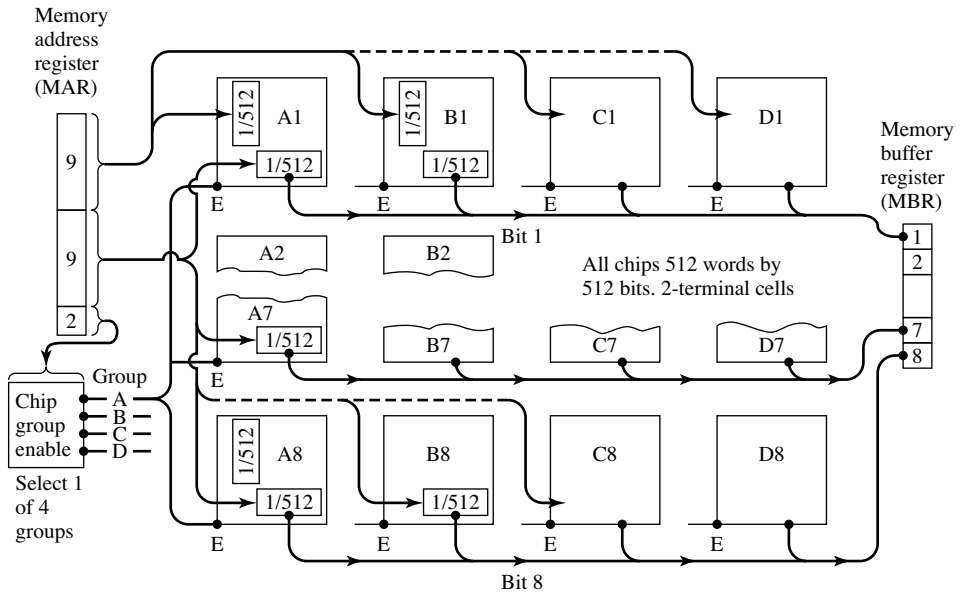 Memory
address
register
(MAR)
9
9
2
Chip
group
enable
Select 1
of 4
groups
Group
A
B
C
D
1/512
A1
1/512
E
1/512
B1
1/512
E
C1
E
D1
E
Bit 1
A2
B2
All chips 512 words by
512 bits. 2-terminal cells
A7
1/512
E
B7
C7
D7
1/512
A8
1/512
E
B8
1/512
E
C8
E
D8
E
Bit 8
Memory
buffer
register
(MBR)
1
2
7
8